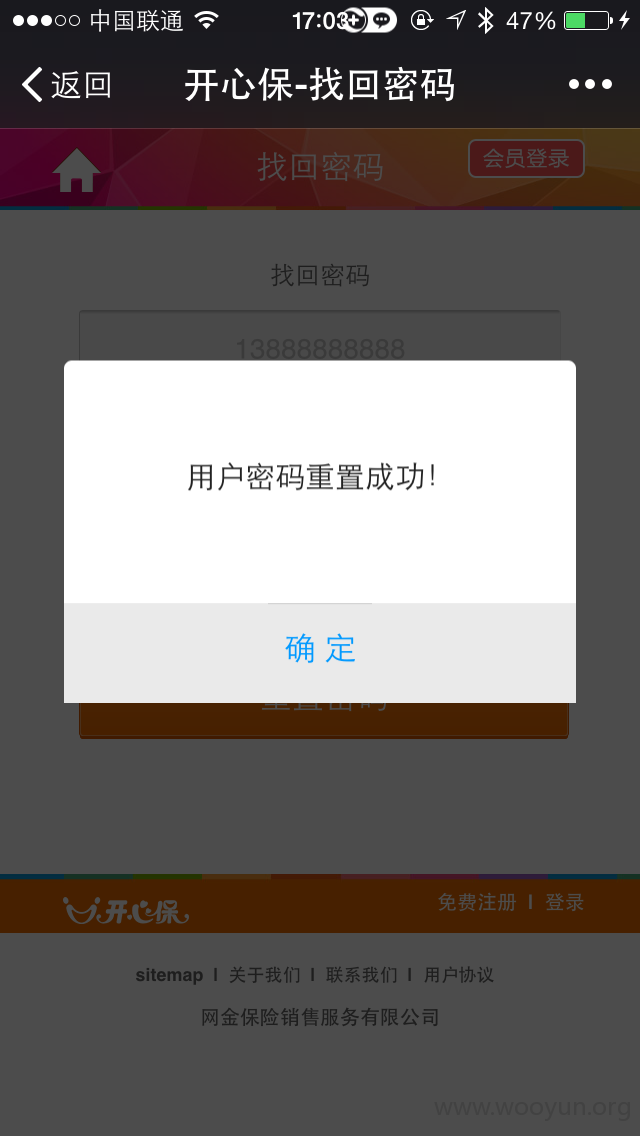 中国联通 17:03 47%
返回 开心保-找回密码
找回密码 会员登录
找回密码
13888888888
用户密码重置成功!
确 定
重置密码
开心保 免费注册 | 登录
sitemap | 关于我们 | 联系我们 | 用户协议
网金保险销售服务有限公司
www.wooyun.org